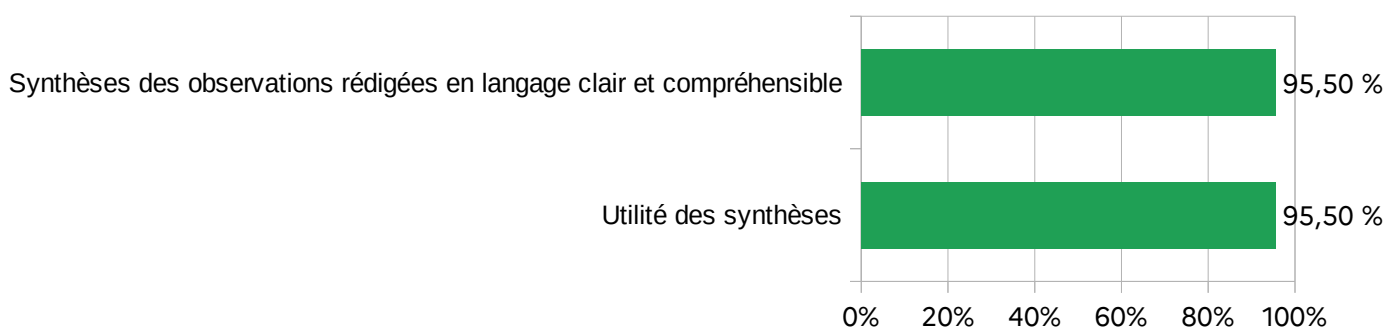 Synthèses des observations rédigées en langage clair et compréhensible
95,50 %
Utilité des synthèses
95,50 %
0% 20% 40% 60% 80% 100%